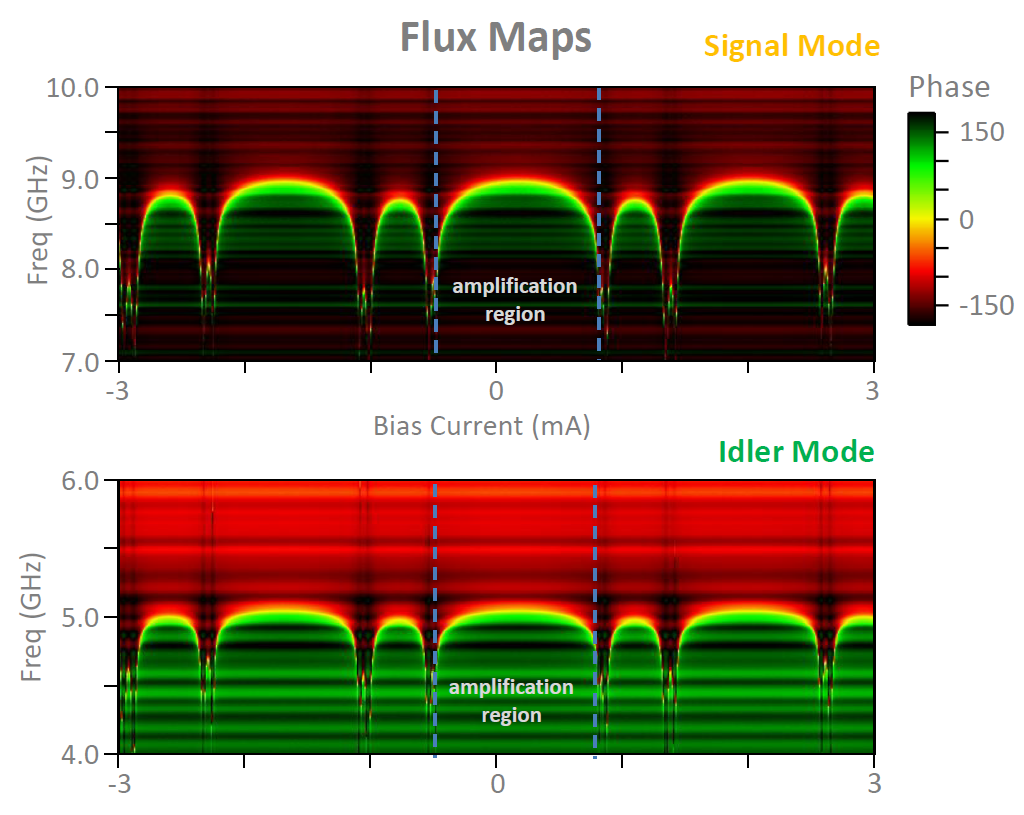 Flux Maps
Signal Mode
Phase
150
0
-150
Freq (GHz)
10.0
9.0
8.0
7.0
amplification
region
-3
0
3
Bias Current (mA)
Idler Mode
Freq (GHz)
6.0
5.0
4.0
amplification
region
-3
0
3